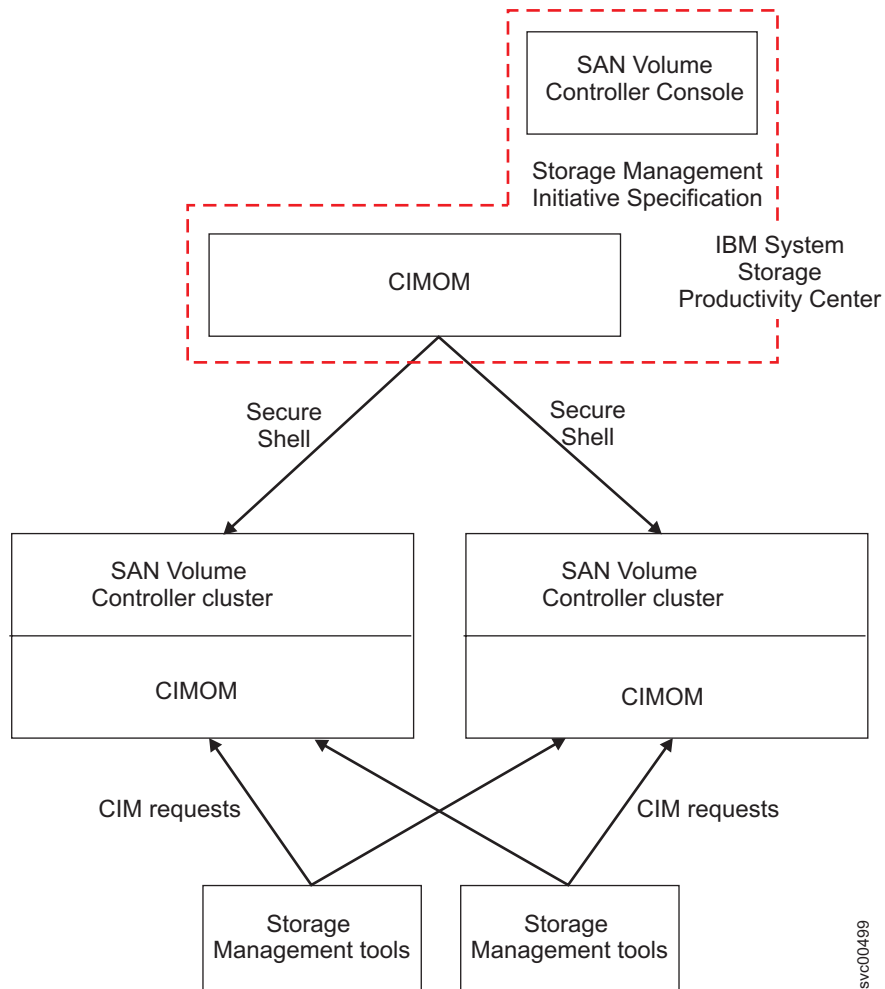 SAN Volume
Controller Console
Storage Management
Initiative Specification
IBM System
Storage
Productivity Center
CIMOM
Secure
Shell
Secure
Shell
SAN Volume
Controller cluster
SAN Volume
Controller cluster
CIMOM
CIMOM
CIM requests
CIM requests
Storage
Management tools
Storage
Management tools
svc00499